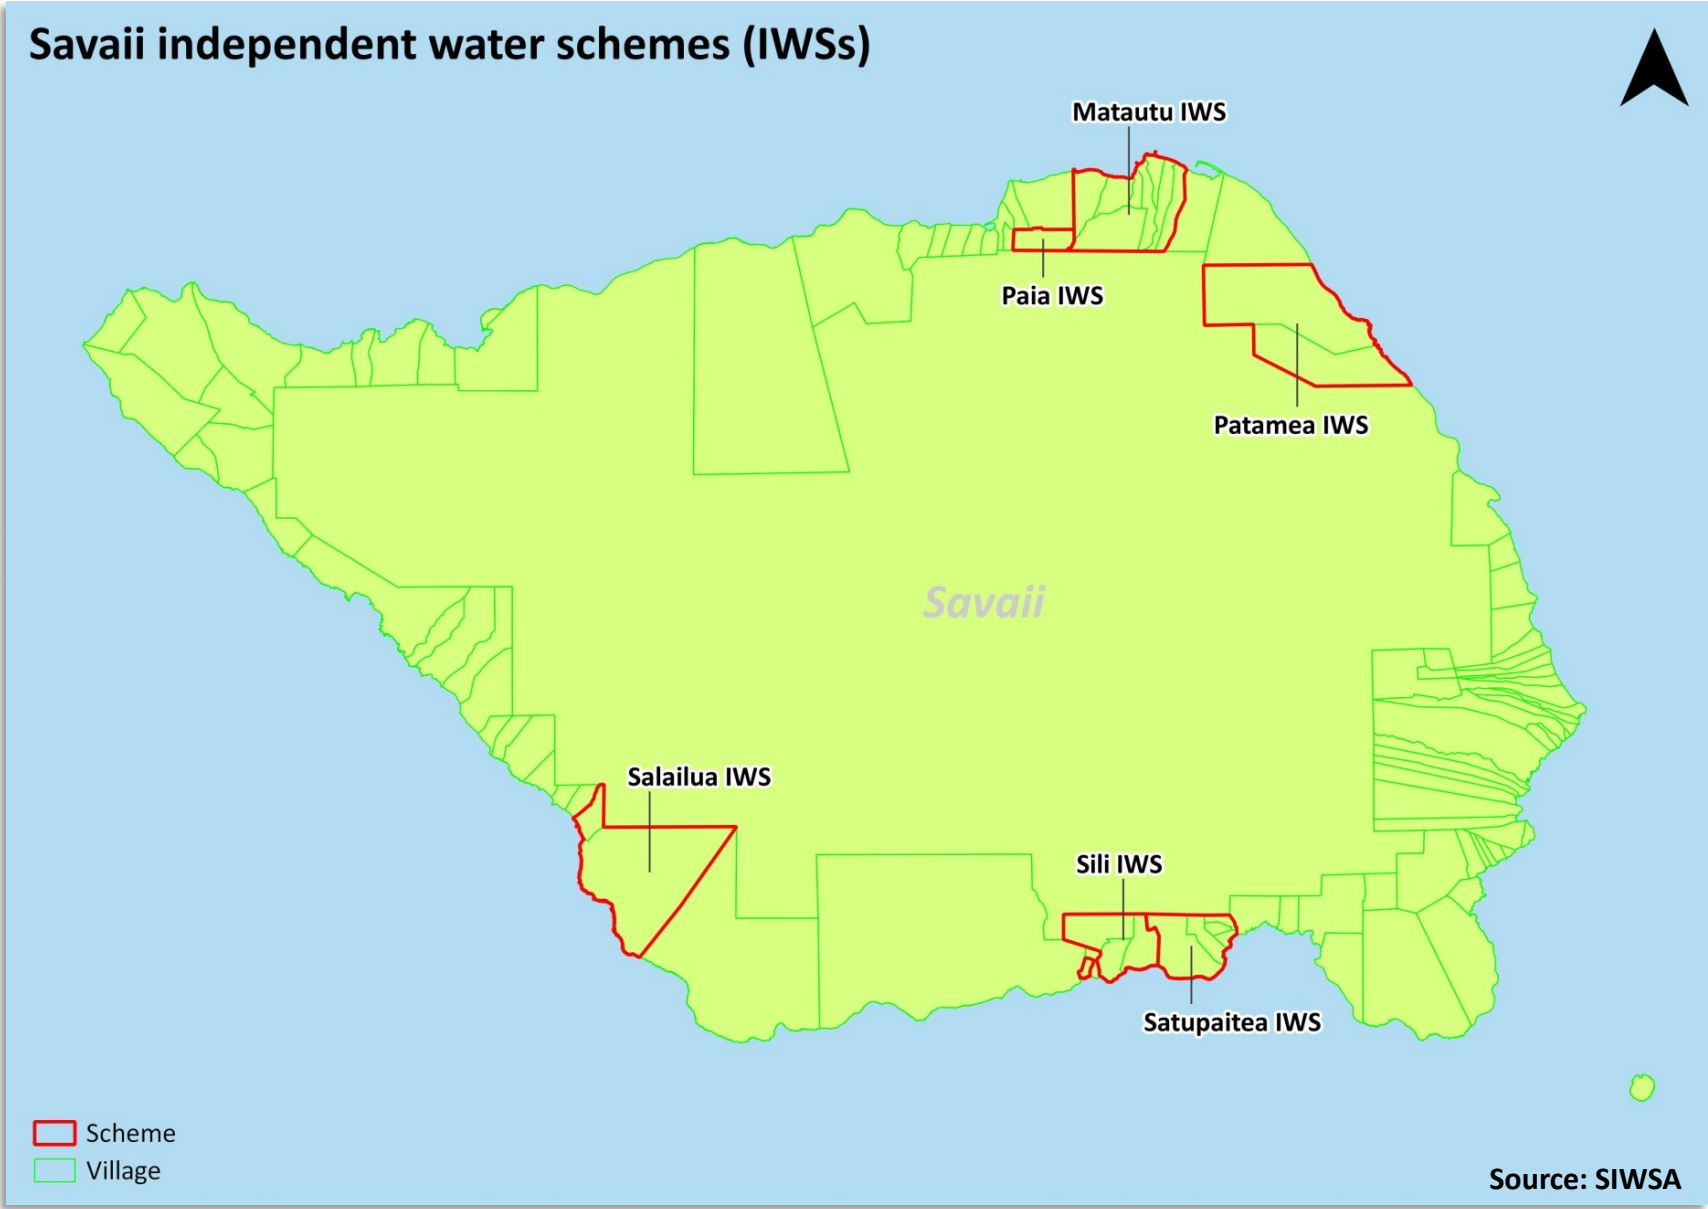 Savaii independent water schemes (IWSs)
Matautu IWS
Paia IWS
Patamea IWS
Savaii
Salailua IWS
Sili IWS
Satupaitea IWS
Scheme
Village
Source: SIWSA